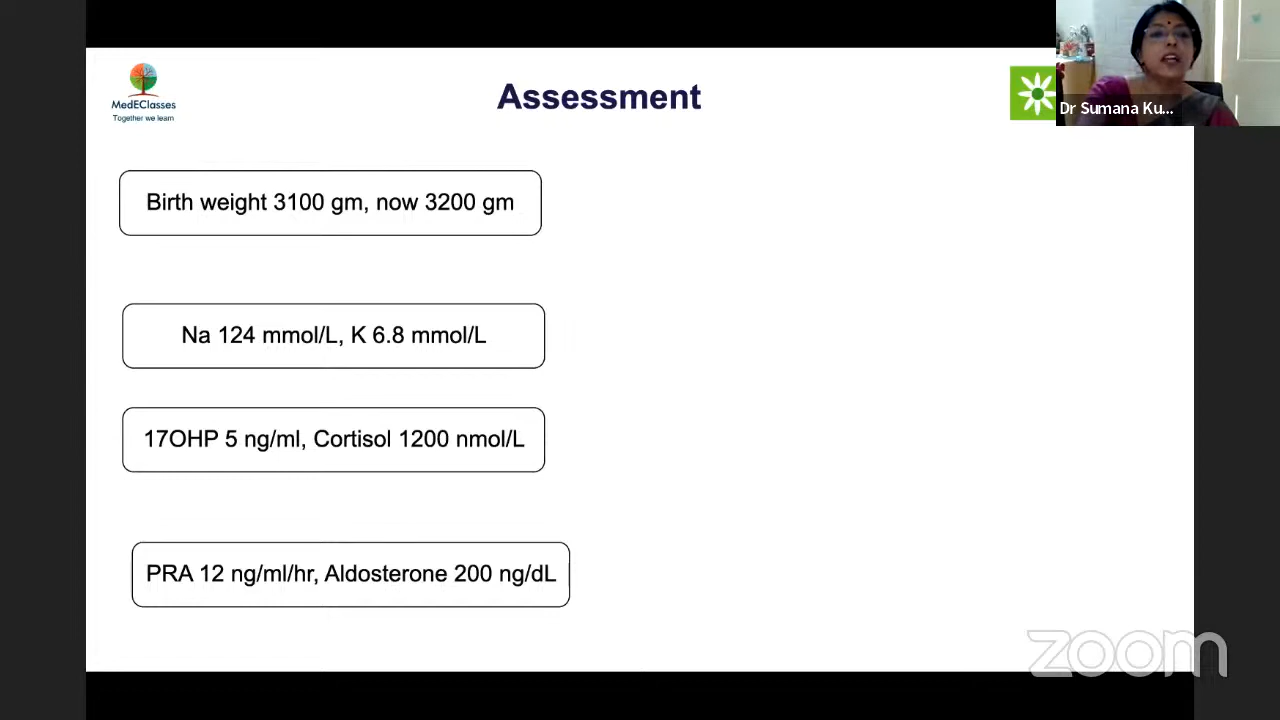 MedEClasses
Together we learn
Assessment
Dr Sumana Ku...
Birth weight 3100 gm, now 3200 gm
Na 124 mmol/L, K 6.8 mmol/L
17OHP 5 ng/ml, Cortisol 1200 nmol/L
PRA 12 ng/ml/hr, Aldosterone 200 ng/dL
zoom